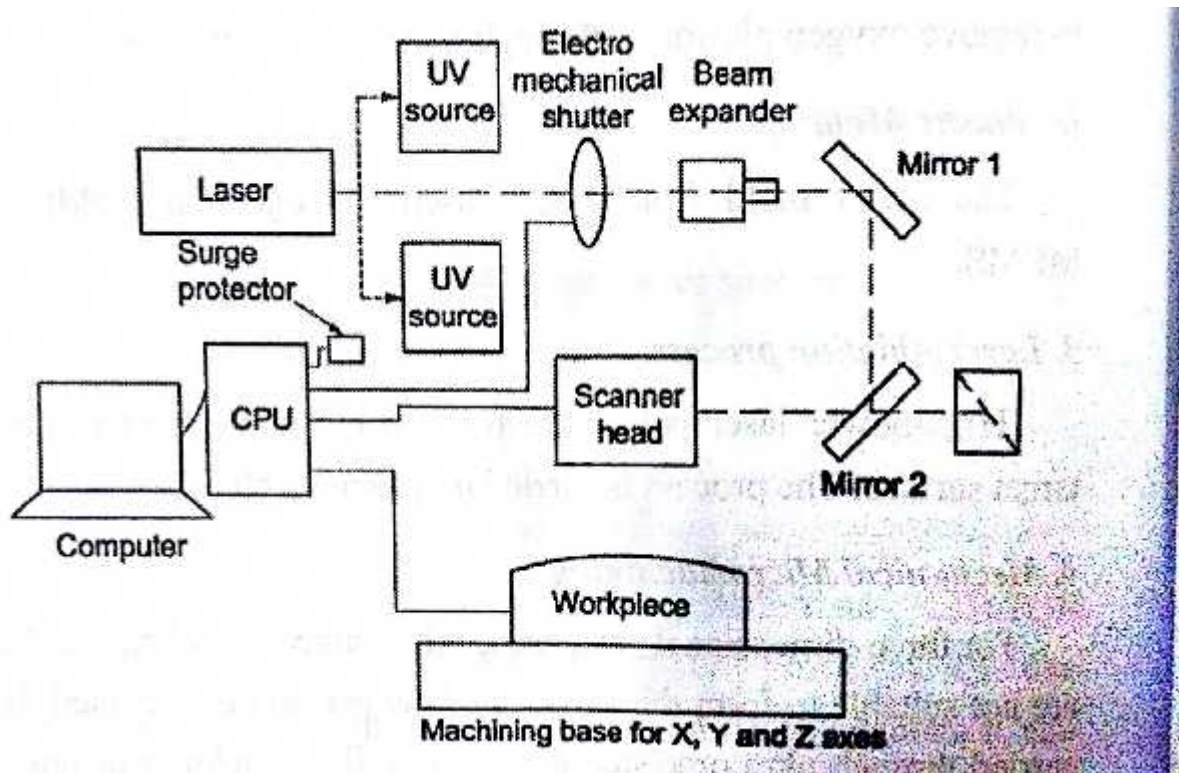 UV
source
Electro
mechanical
shutter
Beam
expander
Mirror 1
Laser
Surge
protector
UV
source
CPU
Scanner
head
Mirror 2
Computer
Workpiece
Machining base for X, Y and Z axes